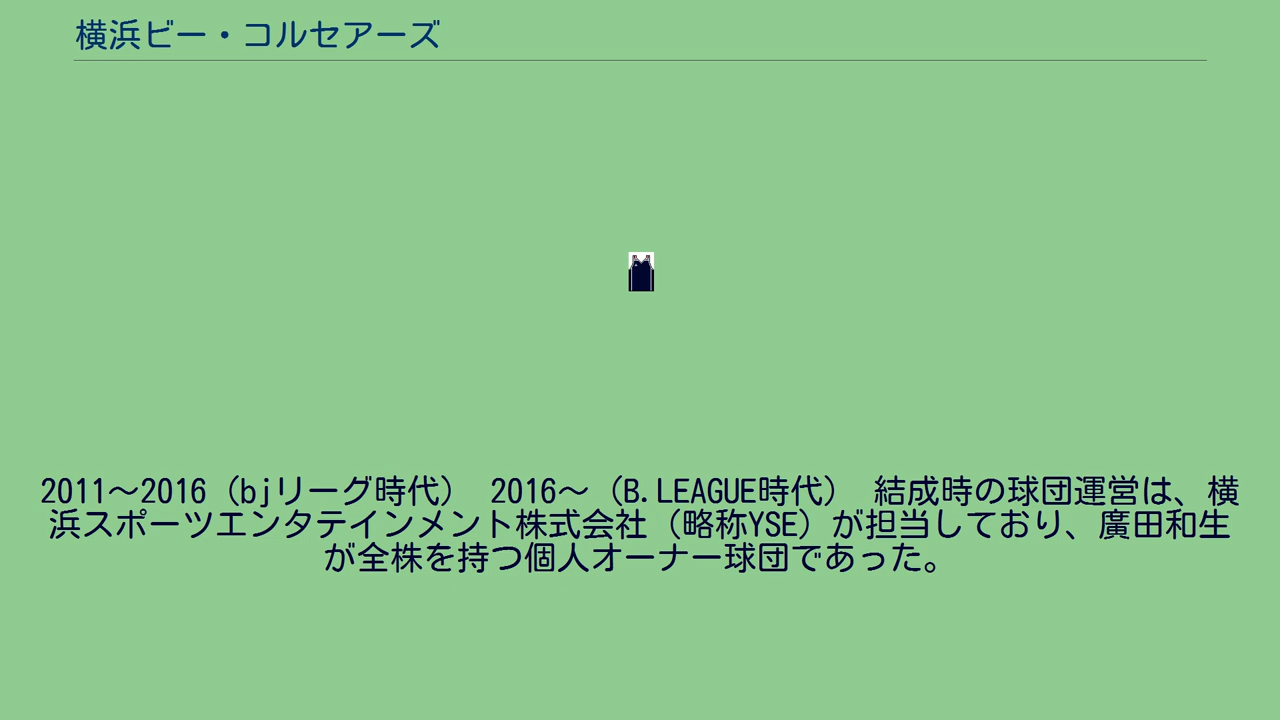 横浜ビー・コルセアーズ
2011～2016（bjリーグ時代） 2016～（B.LEAGUE時代） 結成時の球団運営は、横
浜スポーツエンタテインメント株式会社（略称YSE）が担当しており、廣田和生
が全株を持つ個人オーナー球団であった。